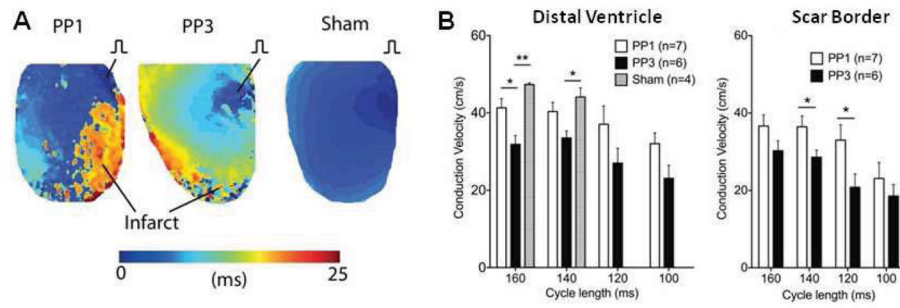 A
PP1 PP3 Sham
Infarct
0 25
(ms)
B
Distal Ventricle
Conduction Velocity (cm/s)
60
40
20
0
PP1 (n=7)
PP3 (n=6)
Sham (n=4)
* ** *
160 140 120 100
Cycle length (ms)
Scar Border
Conduction Velocity (cm/s)
60
40
20
0
PP1 (n=7)
PP3 (n=6)
* *
160 140 120 100
Cycle length (ms)